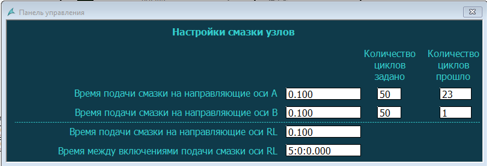 Панель управления
Настройки смазки узлов
Количество циклов задано
Количество циклов прошло
Время подачи смазки на направляющие оси A 0.100 50 23
Время подачи смазки на направляющие оси B 0.100 50 1
Время подачи смазки на направляющие оси RL 0.100
Время между включениями подачи смазки оси RL 5:0:0.000